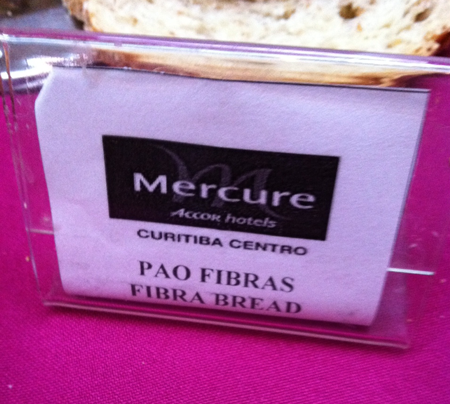 Mercure
Accor hotels
CURITIBA CENTRO
PAO FIBRAS
FIBRA BREAD